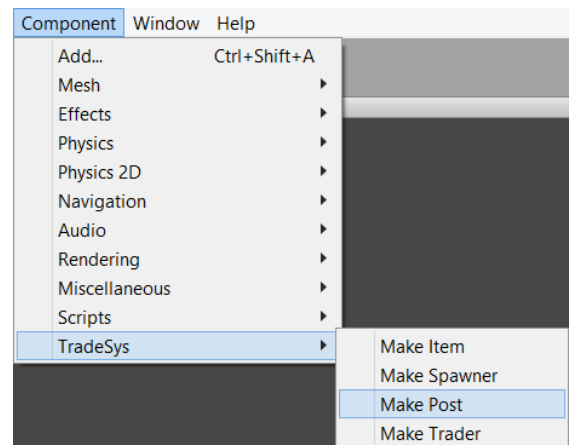 Component Window Help
Add... Ctrl+Shift+A
Mesh
Effects
Physics
Physics 2D
Navigation
Audio
Rendering
Miscellaneous
Scripts
TradeSys
Make Item
Make Spawner
Make Post
Make Trader